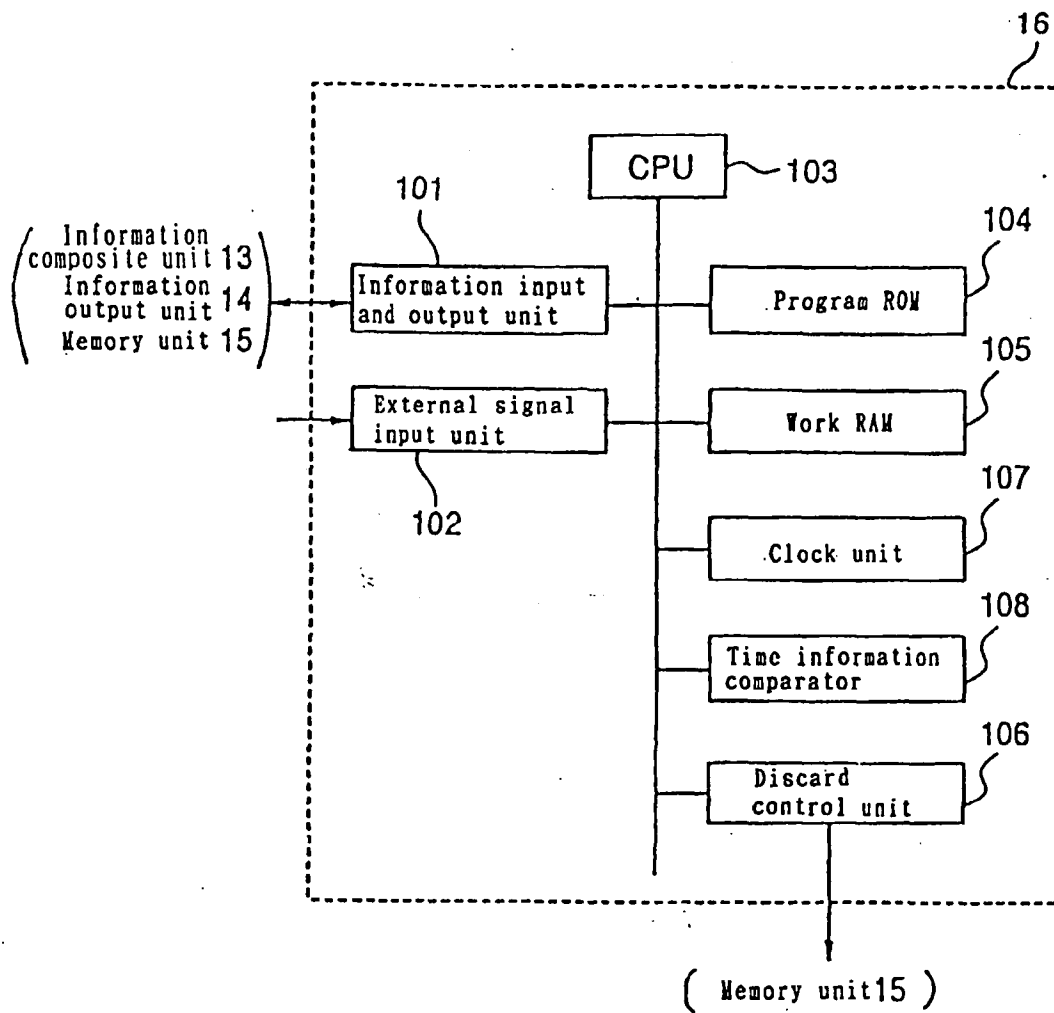 16
CPU
103
101
104
Information
composite unit 13
Information
output unit 14
Memory unit 15
Information input
and output unit
Program ROM
105
External signal
input unit
Work RAM
102
107
Clock unit
108
Time information
comparator
106
Discard
control unit
( Memory unit 15 )